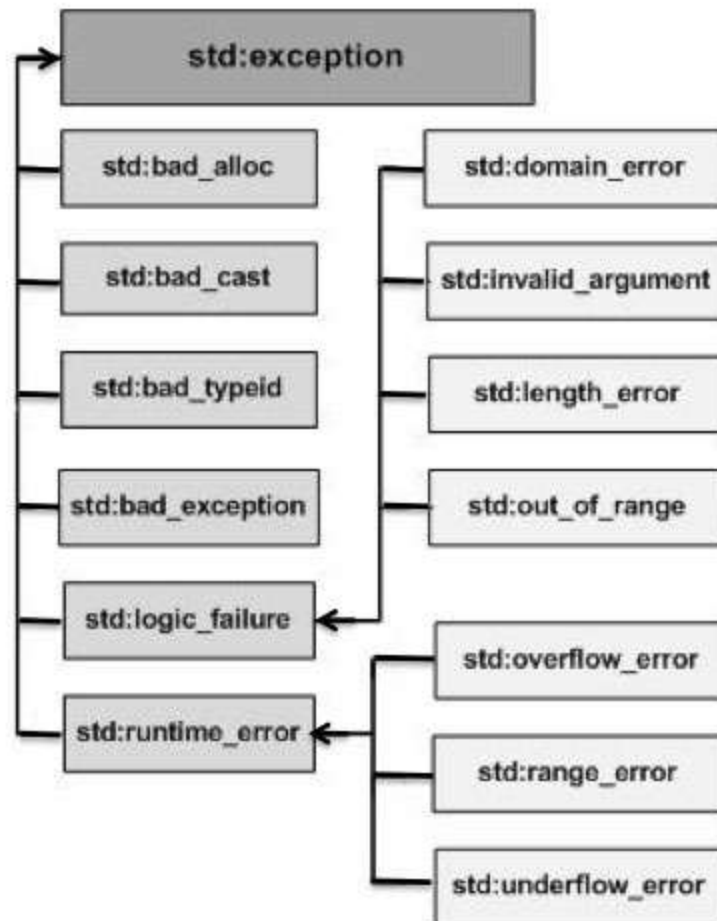 std:exception
std:bad_alloc
std:bad_cast
std:bad_typeid
std:bad_exception
std:logic_failure
std:runtime_error
std:domain_error
std:invalid_argument
std:length_error
std:out_of_range
std:overflow_error
std:range_error
std:underflow_error